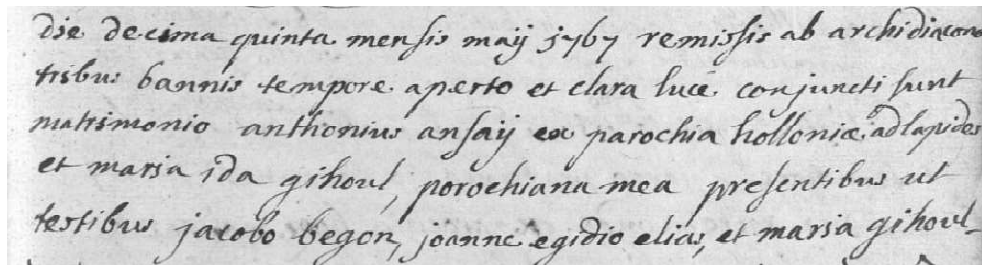 die decima quinta mensis maij 1767 remissis ab archidiacono
tribus bannis tempore aperto et clara luce conjuncti sunt
matrimonio anthonius ansaij ex parochia holloniæ ad lapides
et maria ida gihoul, porochiana mea presentibus ut
testibus jacobo begon, joanne egidio elias, et maria gihoul